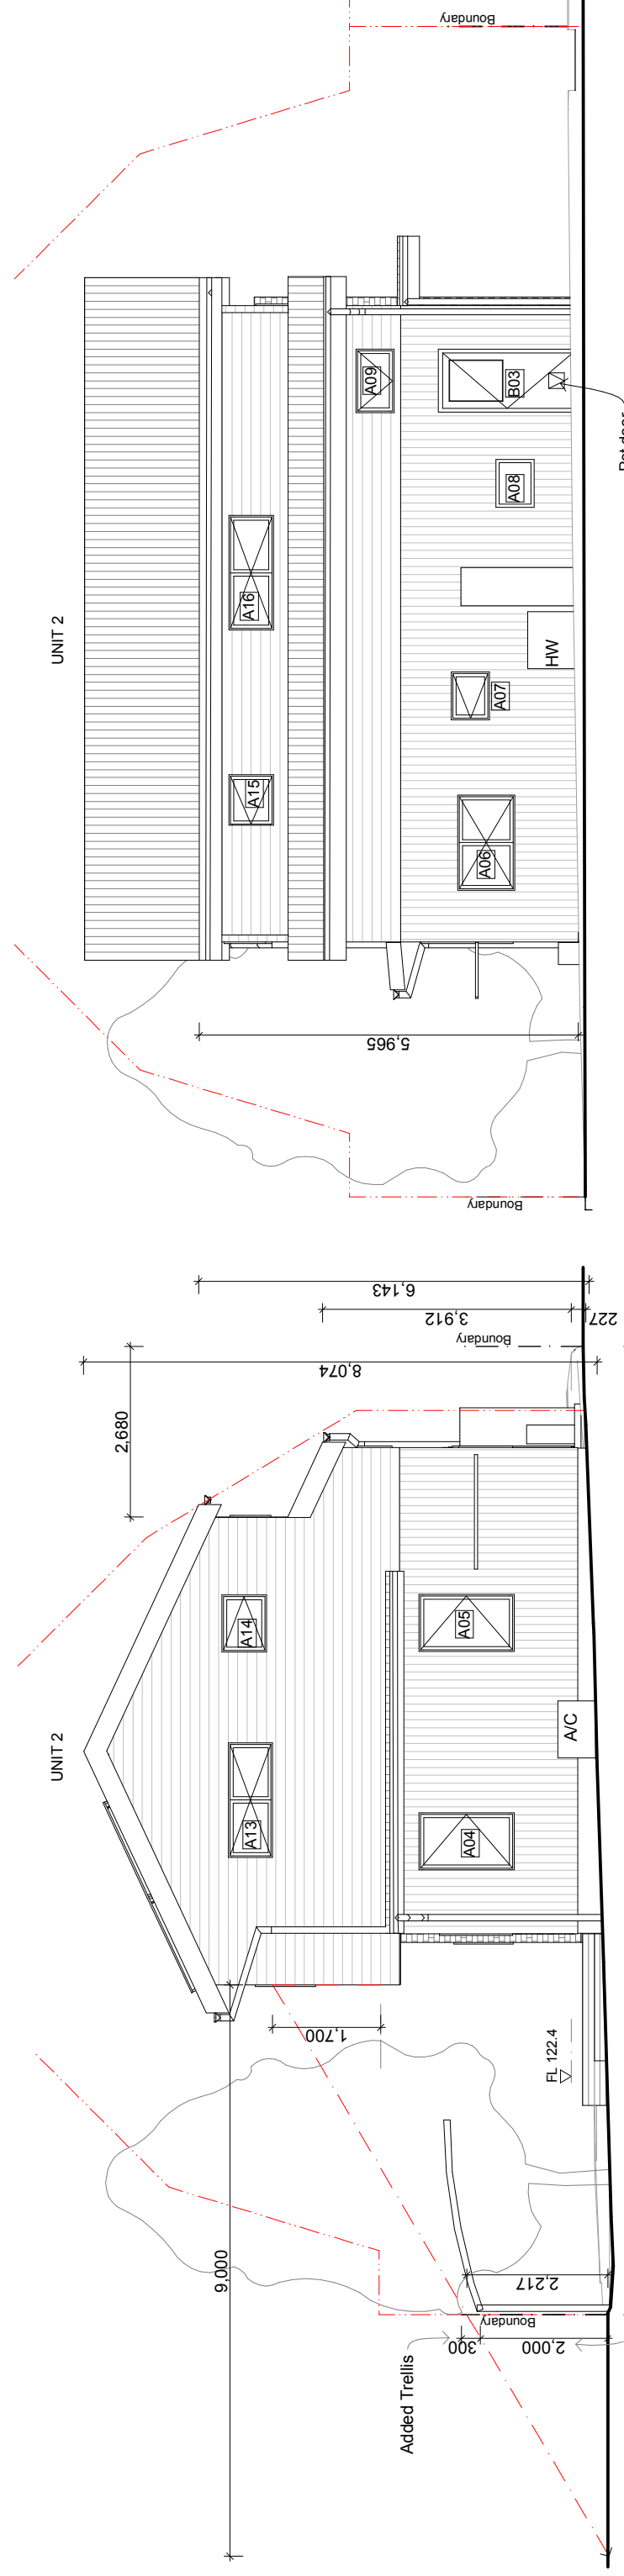 UNIT 2
9,000
Added Trellis
300
2,000
Boundary
2,217
1,700
FL 122.4
A13
A14
A04
A05
A/C
2,680
8,074
Boundary
3,912
227
6,143
UNIT 2
Boundary
5,965
A15
A16
A09
A06
A07
HW
A08
B03
Boundary